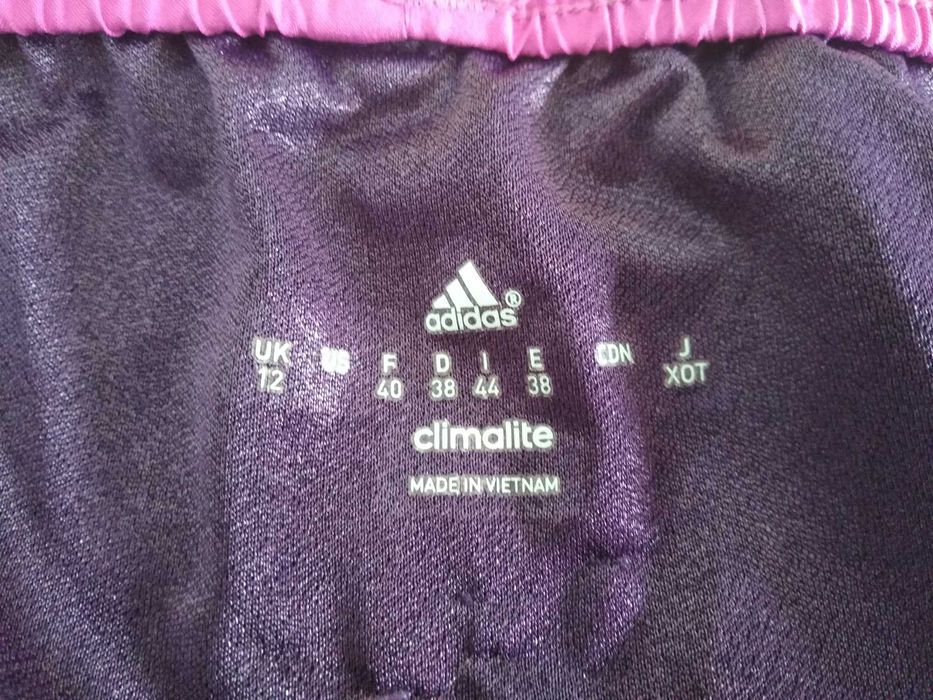 adidas®
UK US F D I E CDN J
12 40 38 44 38 XOT
climalite
MADE IN VIETNAM